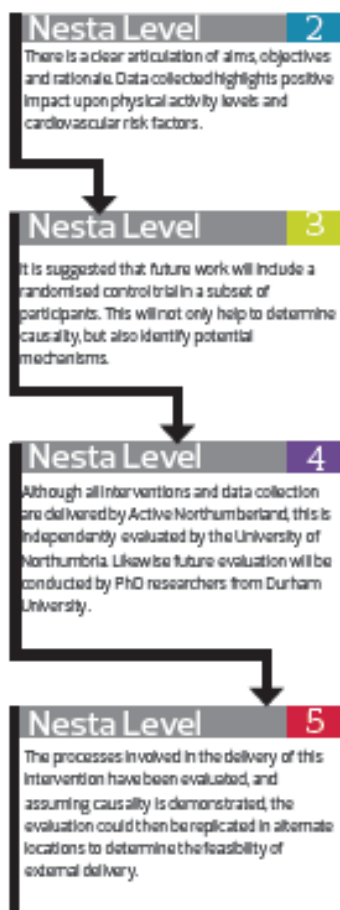 Nesta Level 2
There is a clear articulation of aims, objectives
and rationale. Data collected highlights positive
impact upon physical activity levels and
cardiovascular risk factors.
Nesta Level 3
It is suggested that future work will include a
randomised control trial in a subset of
participants. This will not only help to determine
causality, but also identify potential
mechanisms.
Nesta Level 4
Although all interventions and data collection
are delivered by Active Northumberland, this is
independently evaluated by the University of
Northumbria. Likewise future evaluation will be
conducted by PhD researchers from Durham
University.
Nesta Level 5
The processes involved in the delivery of this
intervention have been evaluated, and
assuming causality is demonstrated, the
evaluation could then be replicated in alternate
locations to determine the feasibility of
external delivery.